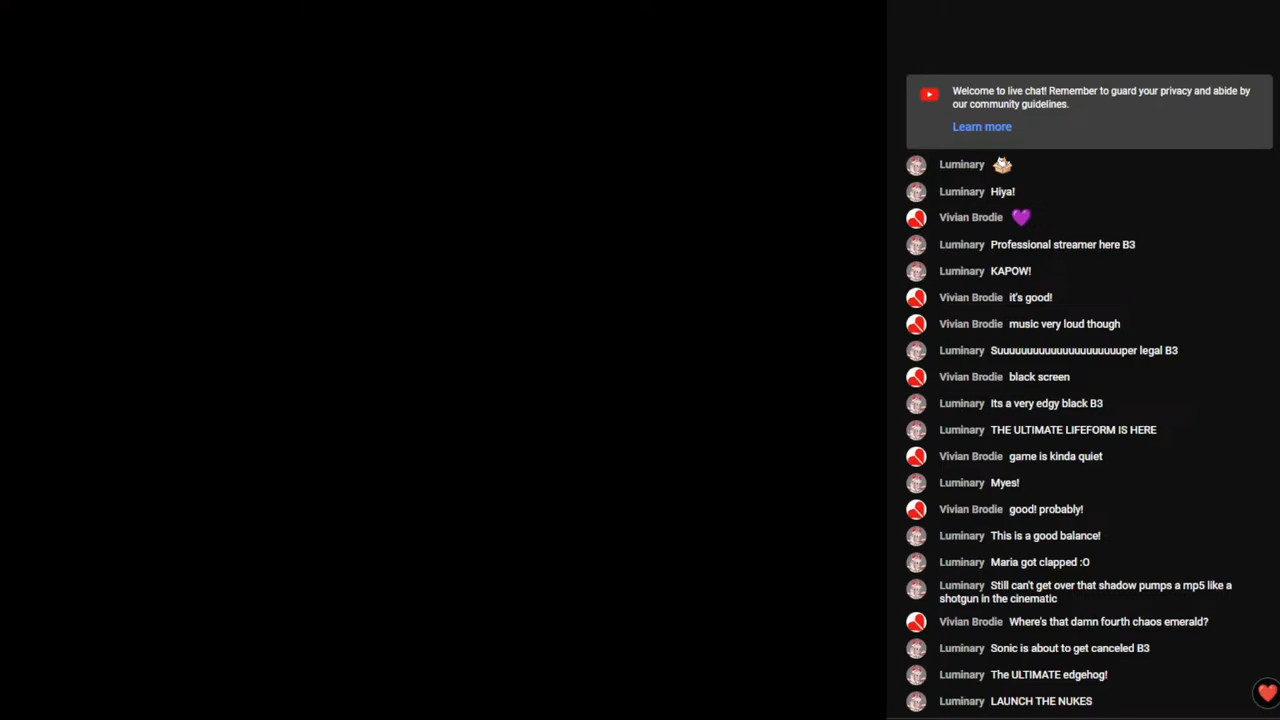 Welcome to live chat! Remember to guard your privacy and abide by
our community guidelines.
Learn more
Luminary
Luminary Hiya!
Vivian Brodie 💜
Luminary Professional streamer here B3
Luminary KAPOW!
Vivian Brodie it's good!
Vivian Brodie music very loud though
Luminary Suuuuuuuuuuuuuuuuuuuuuper legal B3
Vivian Brodie black screen
Luminary Its a very edgy black B3
Luminary THE ULTIMATE LIFEFORM IS HERE
Vivian Brodie game is kinda quiet
Luminary Myes!
Vivian Brodie good! probably!
Luminary This is a good balance!
Luminary Maria got clapped :O
Luminary Still can't get over that shadow pumps a mp5 like a
shotgun in the cinematic
Vivian Brodie Where's that damn fourth chaos emerald?
Luminary Sonic is about to get canceled B3
Luminary The ULTIMATE edgehog!
Luminary LAUNCH THE NUKES